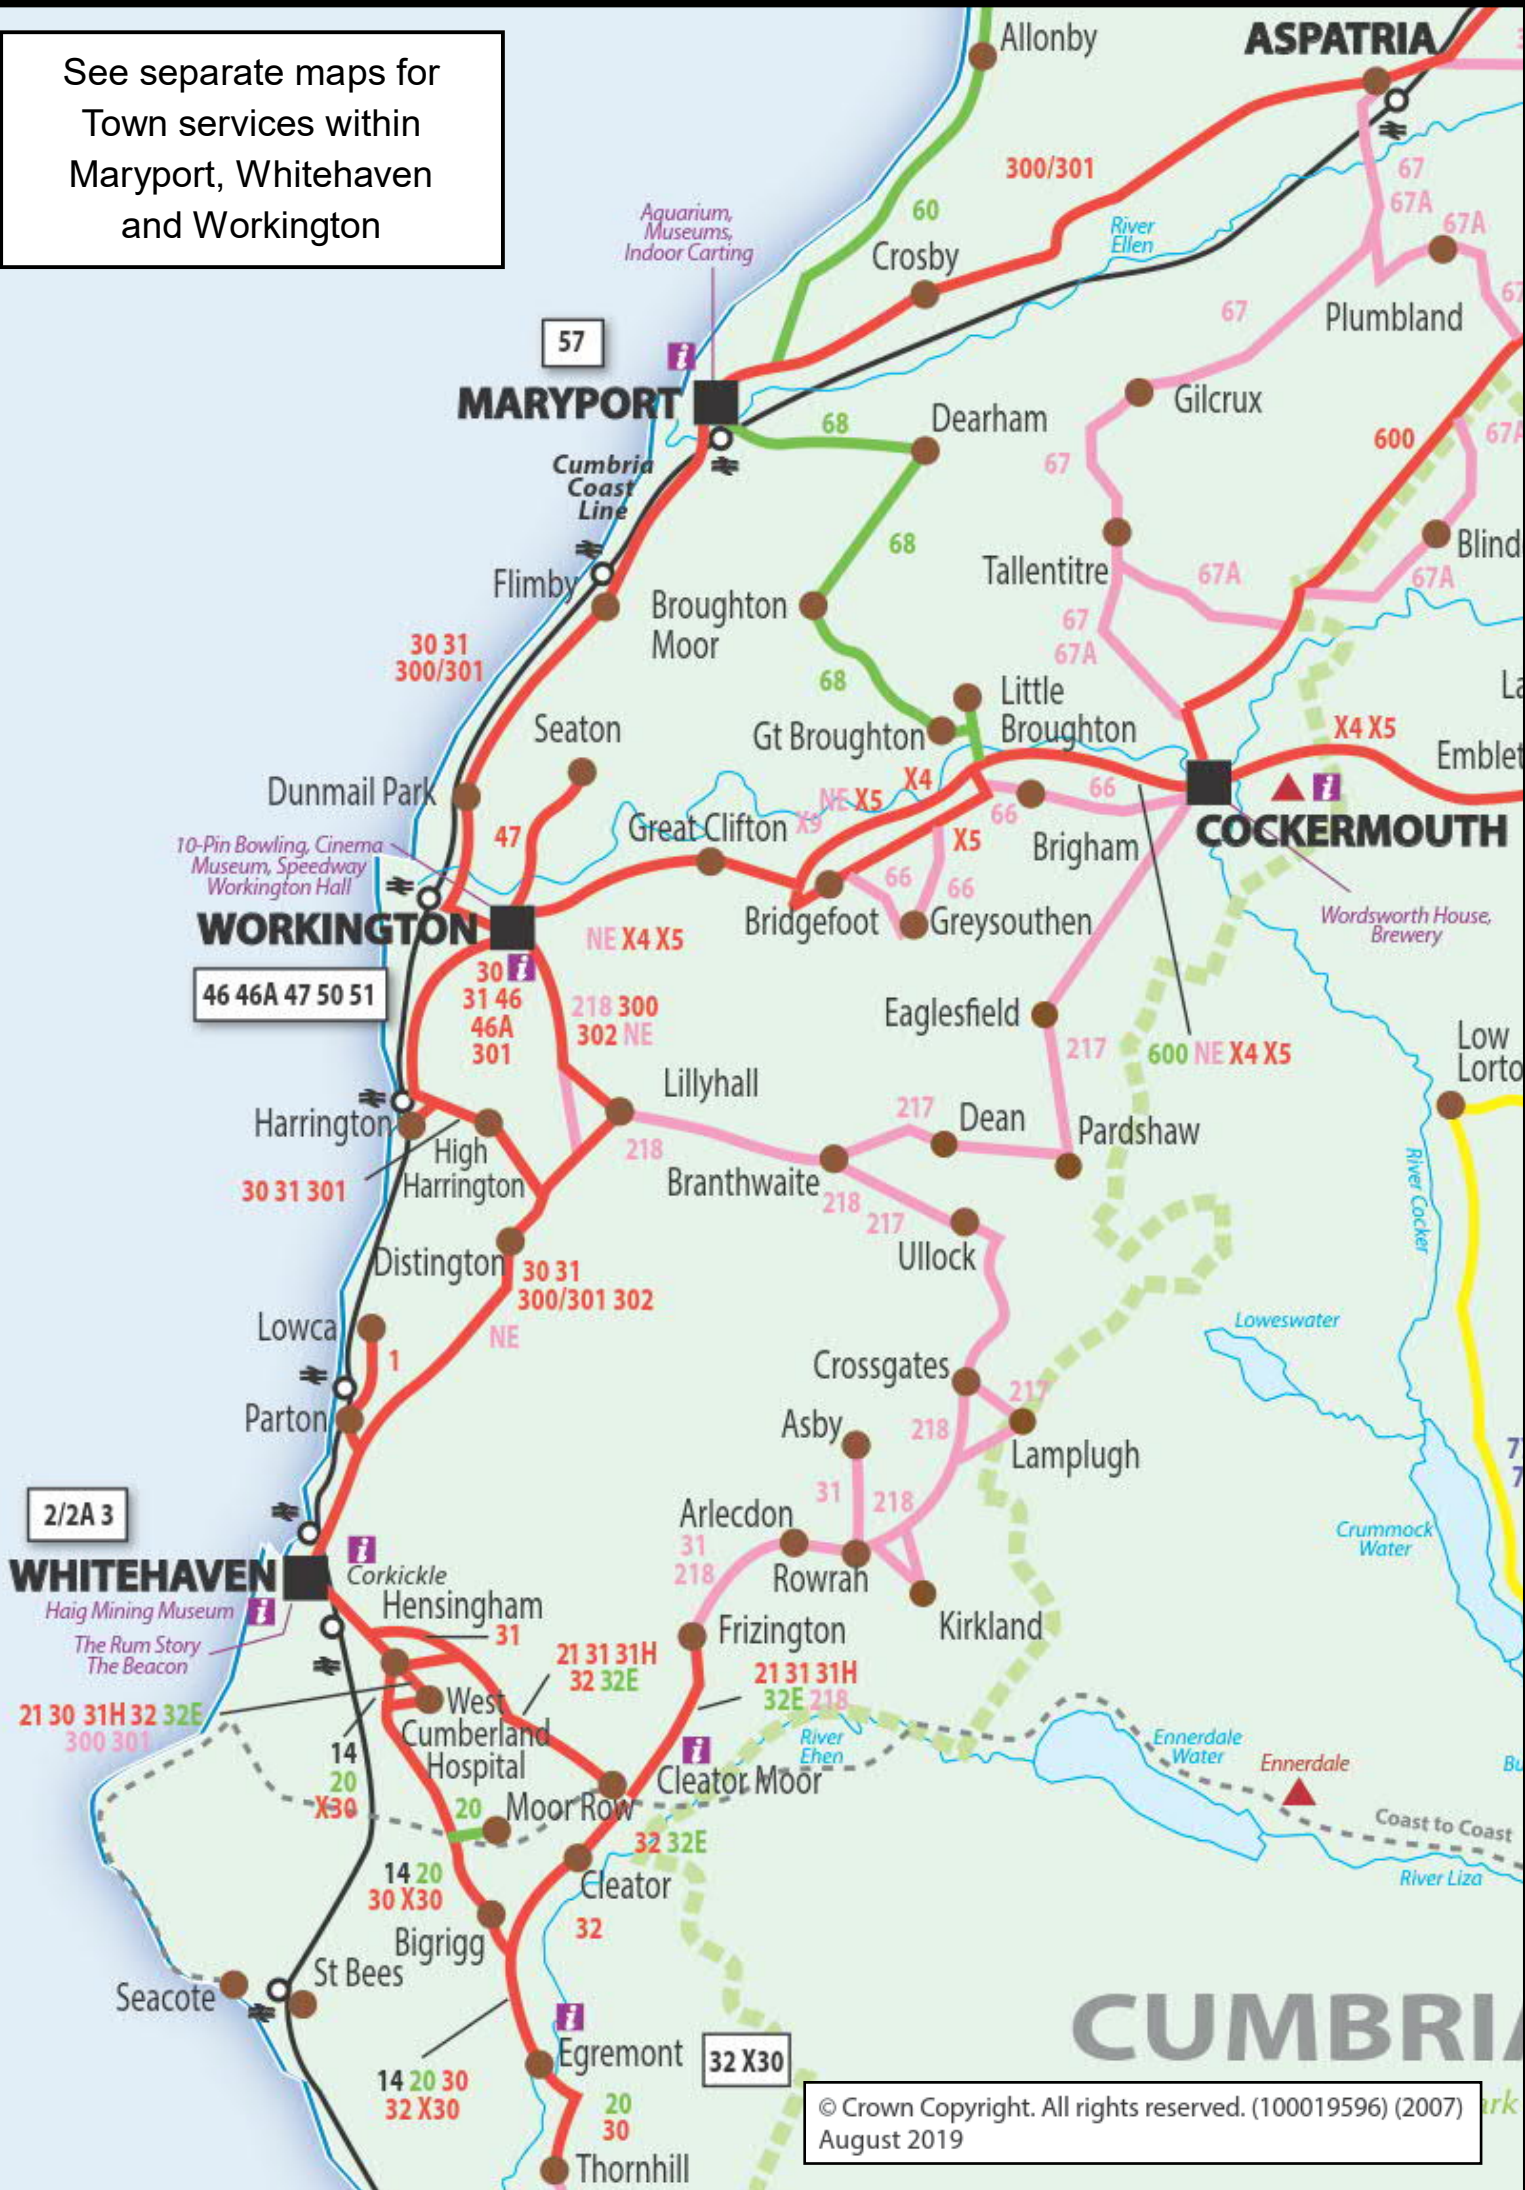 See separate maps for
Town services within
Maryport, Whitehaven
and Workington
Allonby
ASPATRIA
300/301
67
67A
67A
60
River
Ellen
Aquarium,
Museums,
Indoor Carting
Crosby
67
Plumbland
57
MARYPORT
Gilcrux
68
Dearham
600
67A
67
Cumbria
Coast
Line
68
Blind
Flimby
Tallentitre
67A
67A
Broughton
Moor
67
67A
30 31
300/301
68
Little
Broughton
Seaton
Gt Broughton
X4 X5
Emblet
Dunmail Park
X4
NE X5
X9
66
66
47
Great Clifton
X5
Brigham
COCKERMOUTH
10-Pin Bowling, Cinema
Museum, Speedway
Workington Hall
66
66
WORKINGTON
Bridgefoot
Greysouthen
Wordsworth House,
Brewery
NE X4 X5
46 46A 47 50 51
30
31 46
46A
301
218 300
302 NE
Eaglesfield
217
600 NE X4 X5
Low
Lorto
Lillyhall
Harrington
217
Dean
Pardshaw
High
Harrington
218
River Cocker
30 31 301
Branthwaite
218
217
Ullock
Distington
30 31
300/301 302
NE
Lowca
Loweswater
1
Crossgates
217
Parton
Asby
218
Lamplugh
31
218
2/2A 3
Arlecdon
31
218
Crummock
Water
WHITEHAVEN
Corkickle
Rowrah
Haig Mining Museum
Hensingham
31
Kirkland
The Rum Story
The Beacon
Frizington
21 31 31H
32 32E
21 31 31H
32E 218
21 30 31H 32 32E
300 301
West
Cumberland
Hospital
River
Ehen
Ennerdale
Water
Ennerdale
14
20
X30
Cleator Moor
20
Moor Row
Coast to Coast
32 32E
14 20
30 X30
Cleator
River Liza
32
Bigrigg
St Bees
Seacote
CUMBRIA
Egremont
32 X30
14 20 30
32 X30
20
30
© Crown Copyright. All rights reserved. (100019596) (2007)
August 2019
ark
Thornhill